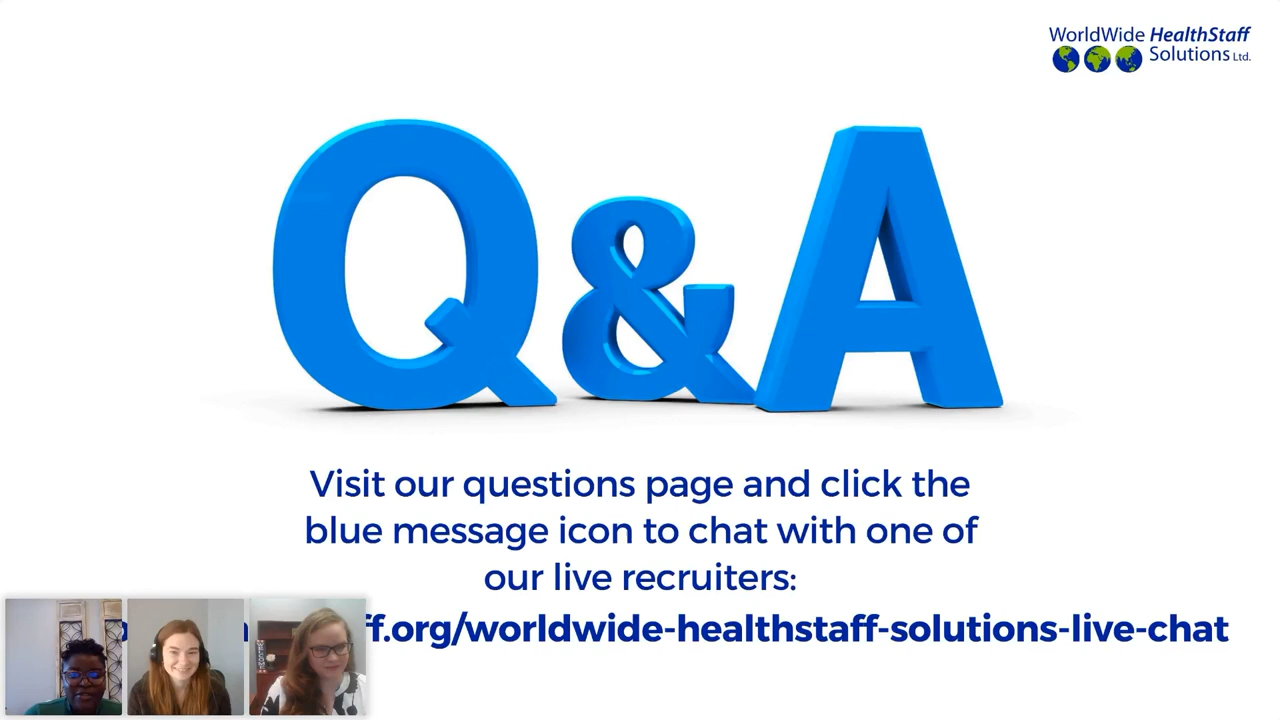 WorldWide HealthStaff
Solutions Ltd.
Q&A
Visit our questions page and click the
blue message icon to chat with one of
our live recruiters:
ff.org/worldwide-healthstaff-solutions-live-chat